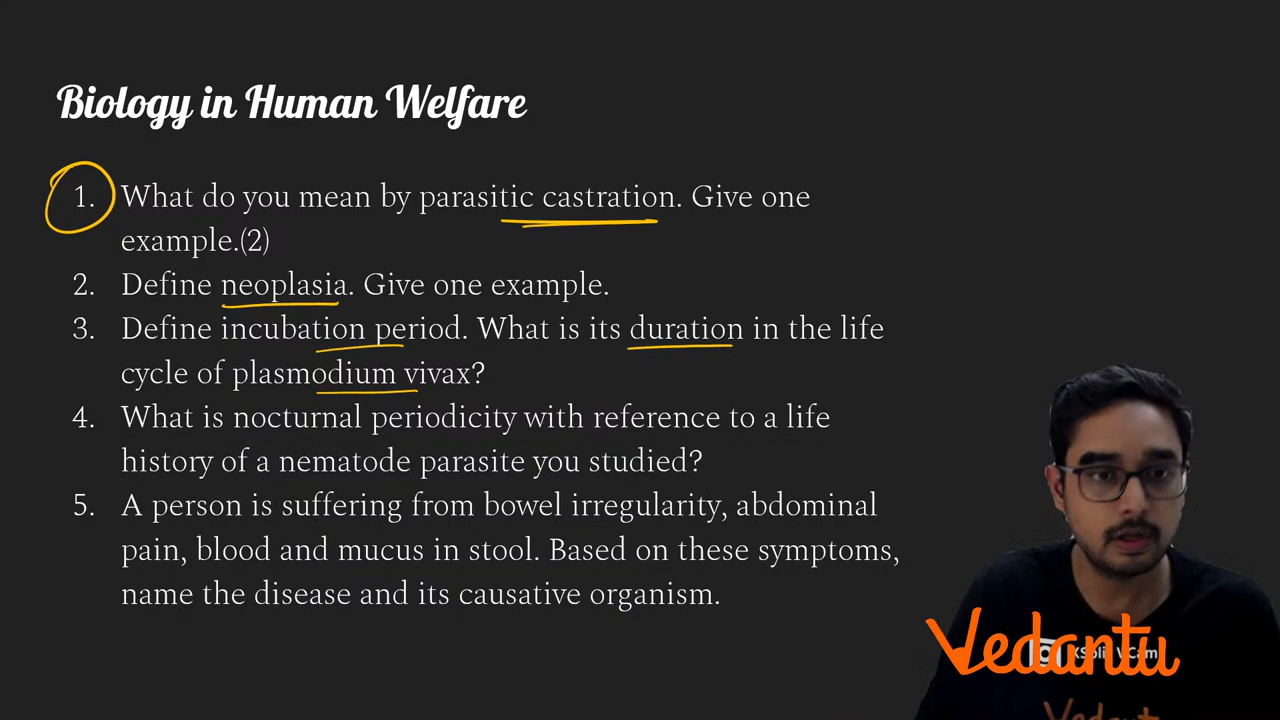 Biology in Human Welfare
1. What do you mean by parasitic castration. Give one
example.(2)
2. Define neoplasia. Give one example.
3. Define incubation period. What is its duration in the life
cycle of plasmodium vivax?
4. What is nocturnal periodicity with reference to a life
history of a nematode parasite you studied?
5. A person is suffering from bowel irregularity, abdominal
pain, blood and mucus in stool. Based on these symptoms,
name the disease and its causative organism.
Vedantu
XSplit VCam
Vedantu